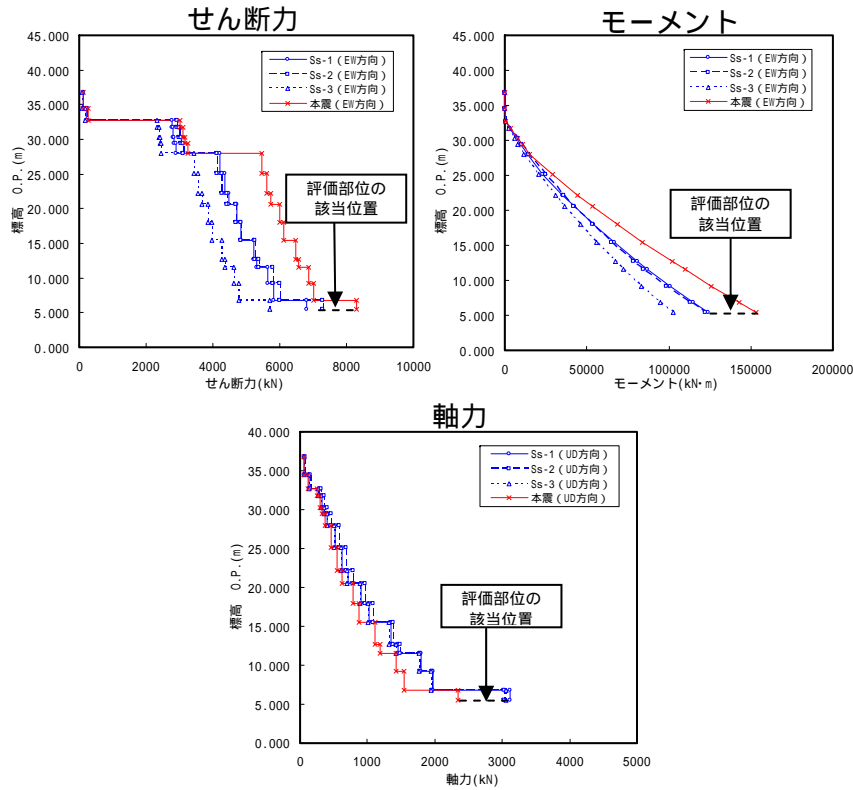 せん断力
45.000
40.000
35.000
30.000
25.000
20.000
15.000
10.000
5.000
0.000
標高 O.P.(m)
Ss-1(EW方向)
Ss-2(EW方向)
Ss-3(EW方向)
本震(EW方向)
評価部位の
該当位置
0
2000
4000
6000
8000
10000
せん断力(kN)
モーメント
45.000
40.000
35.000
30.000
25.000
20.000
15.000
10.000
5.000
0.000
標高 O.P.(m)
Ss-1(EW方向)
Ss-2(EW方向)
Ss-3(EW方向)
本震(EW方向)
評価部位の
該当位置
0
50000
100000
150000
200000
モーメント(kN･m)
軸力
40.000
35.000
30.000
25.000
20.000
15.000
10.000
5.000
0.000
標高 O.P.(m)
Ss-1(UD方向)
Ss-2(UD方向)
Ss-3(UD方向)
本震(UD方向)
評価部位の
該当位置
0
1000
2000
3000
4000
5000
軸力(kN)